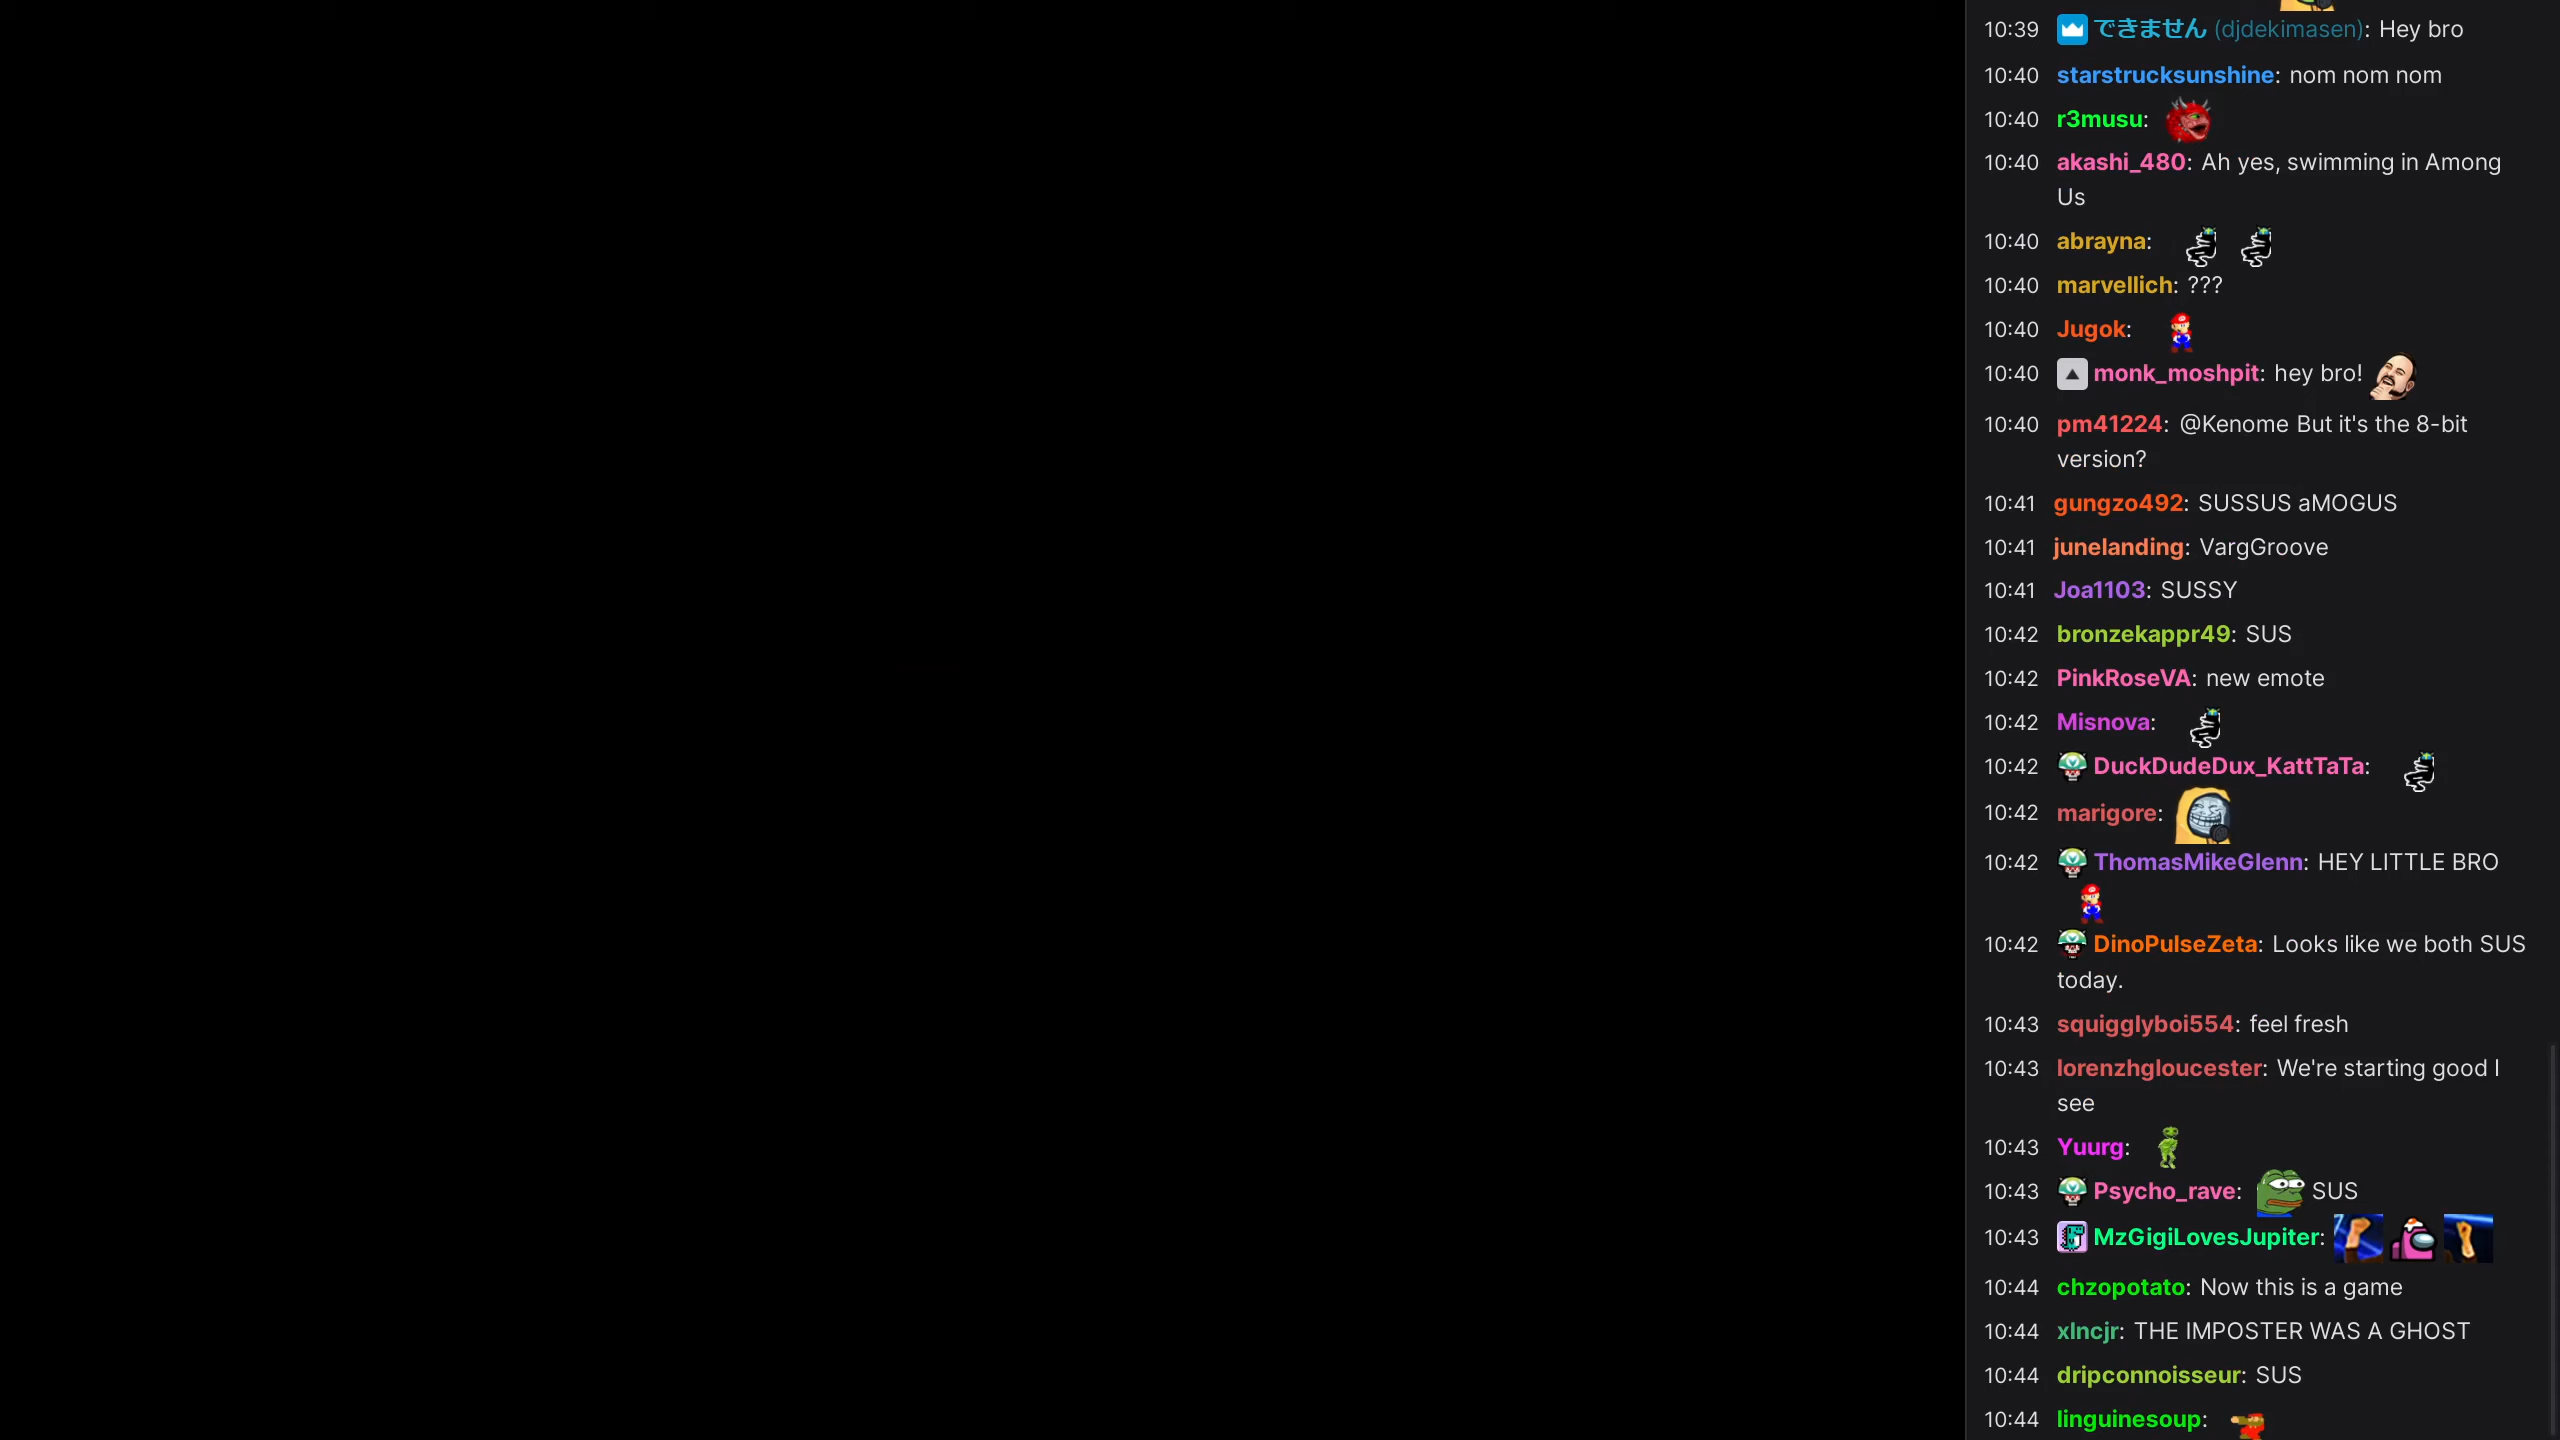 10:39 できません (djdekimasen): Hey bro
10:40 starstrucksunshine: nom nom nom
10:40 r3musu:
10:40 akashi_480: Ah yes, swimming in Among
Us
10:40 abrayna:
10:40 marvellich: ???
10:40 Jugok:
10:40 monk_moshpit: hey bro!
10:40 pm41224: @Kenome But it's the 8-bit
version?
10:41 gungzo492: SUSSUS aMOGUS
10:41 junelanding: VargGroove
10:41 Joa1103: SUSSY
10:42 bronzekappr49: SUS
10:42 PinkRoseVA: new emote
10:42 Misnova:
10:42 DuckDudeDux_KattTaTa:
10:42 marigore:
10:42 ThomasMikeGlenn: HEY LITTLE BRO
10:42 DinoPulseZeta: Looks like we both SUS
today.
10:43 squigglyboi554: feel fresh
10:43 lorenzhgloucester: We're starting good I
see
10:43 Yuurg:
10:43 Psycho_rave: SUS
10:43 MzGigiLovesJupiter:
10:44 chzopotato: Now this is a game
10:44 xlncjr: THE IMPOSTER WAS A GHOST
10:44 dripconnoisseur: SUS
10:44 linguinesoup: